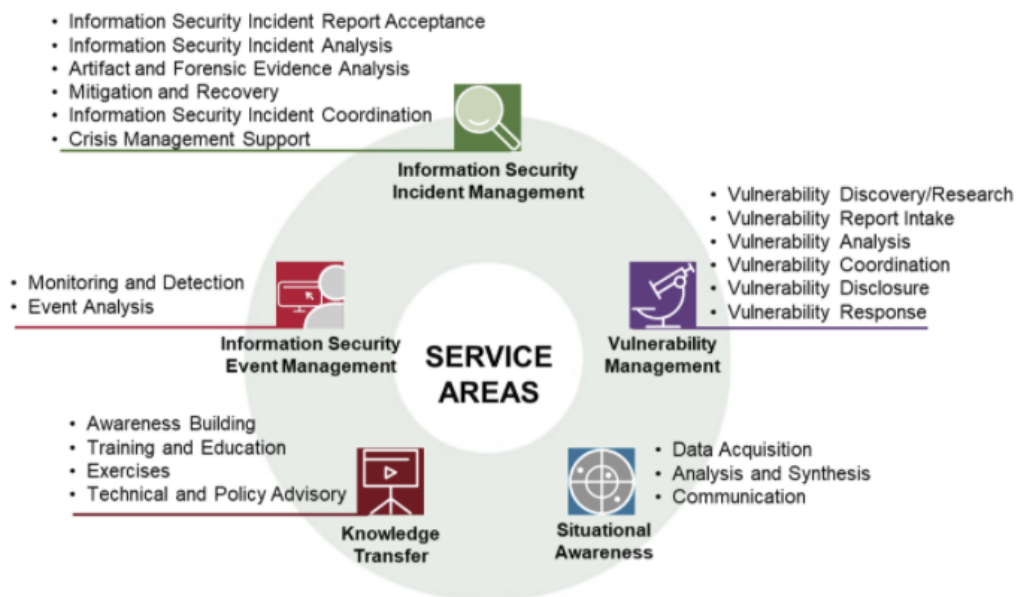 • Information Security Incident Report Acceptance
• Information Security Incident Analysis
• Artifact and Forensic Evidence Analysis
• Mitigation and Recovery
• Information Security Incident Coordination
• Crisis Management Support
Information Security
Incident Management
• Vulnerability Discovery/Research
• Vulnerability Report Intake
• Vulnerability Analysis
• Vulnerability Coordination
• Vulnerability Disclosure
• Vulnerability Response
Vulnerability
Management
• Monitoring and Detection
• Event Analysis
Information Security
Event Management
SERVICE
AREAS
• Awareness Building
• Training and Education
• Exercises
• Technical and Policy Advisory
Knowledge
Transfer
• Data Acquisition
• Analysis and Synthesis
• Communication
Situational
Awareness